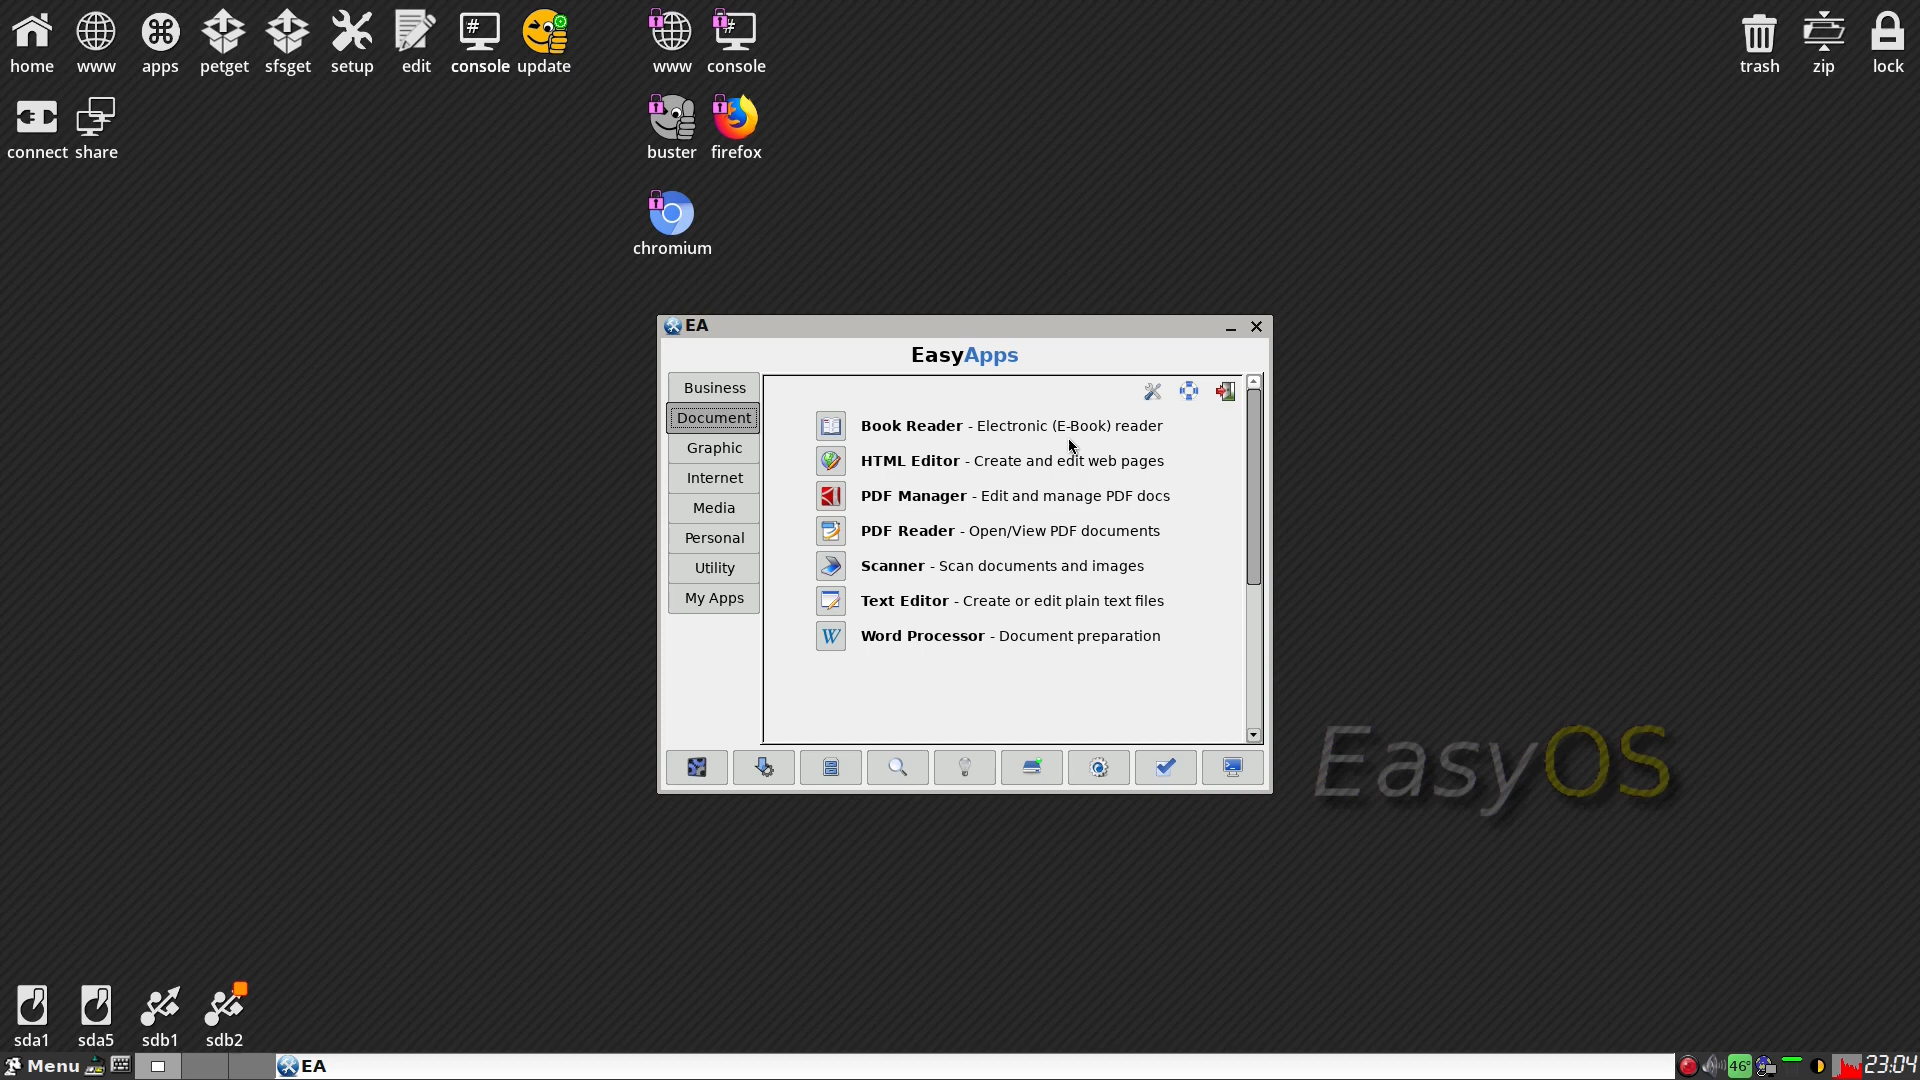 home www apps petget sfsget setup edit console update www console trash zip lock
connect share buster firefox
chromium
EA
EasyApps
Business
Document
Graphic
Internet
Media
Personal
Utility
My Apps
Book Reader - Electronic (E-Book) reader
HTML Editor - Create and edit web pages
PDF Manager - Edit and manage PDF docs
PDF Reader - Open/View PDF documents
Scanner - Scan documents and images
Text Editor - Create or edit plain text files
Word Processor - Document preparation
EasyOS
sda1 sda5 sdb1 sdb2
Menu EA 46° 23:04